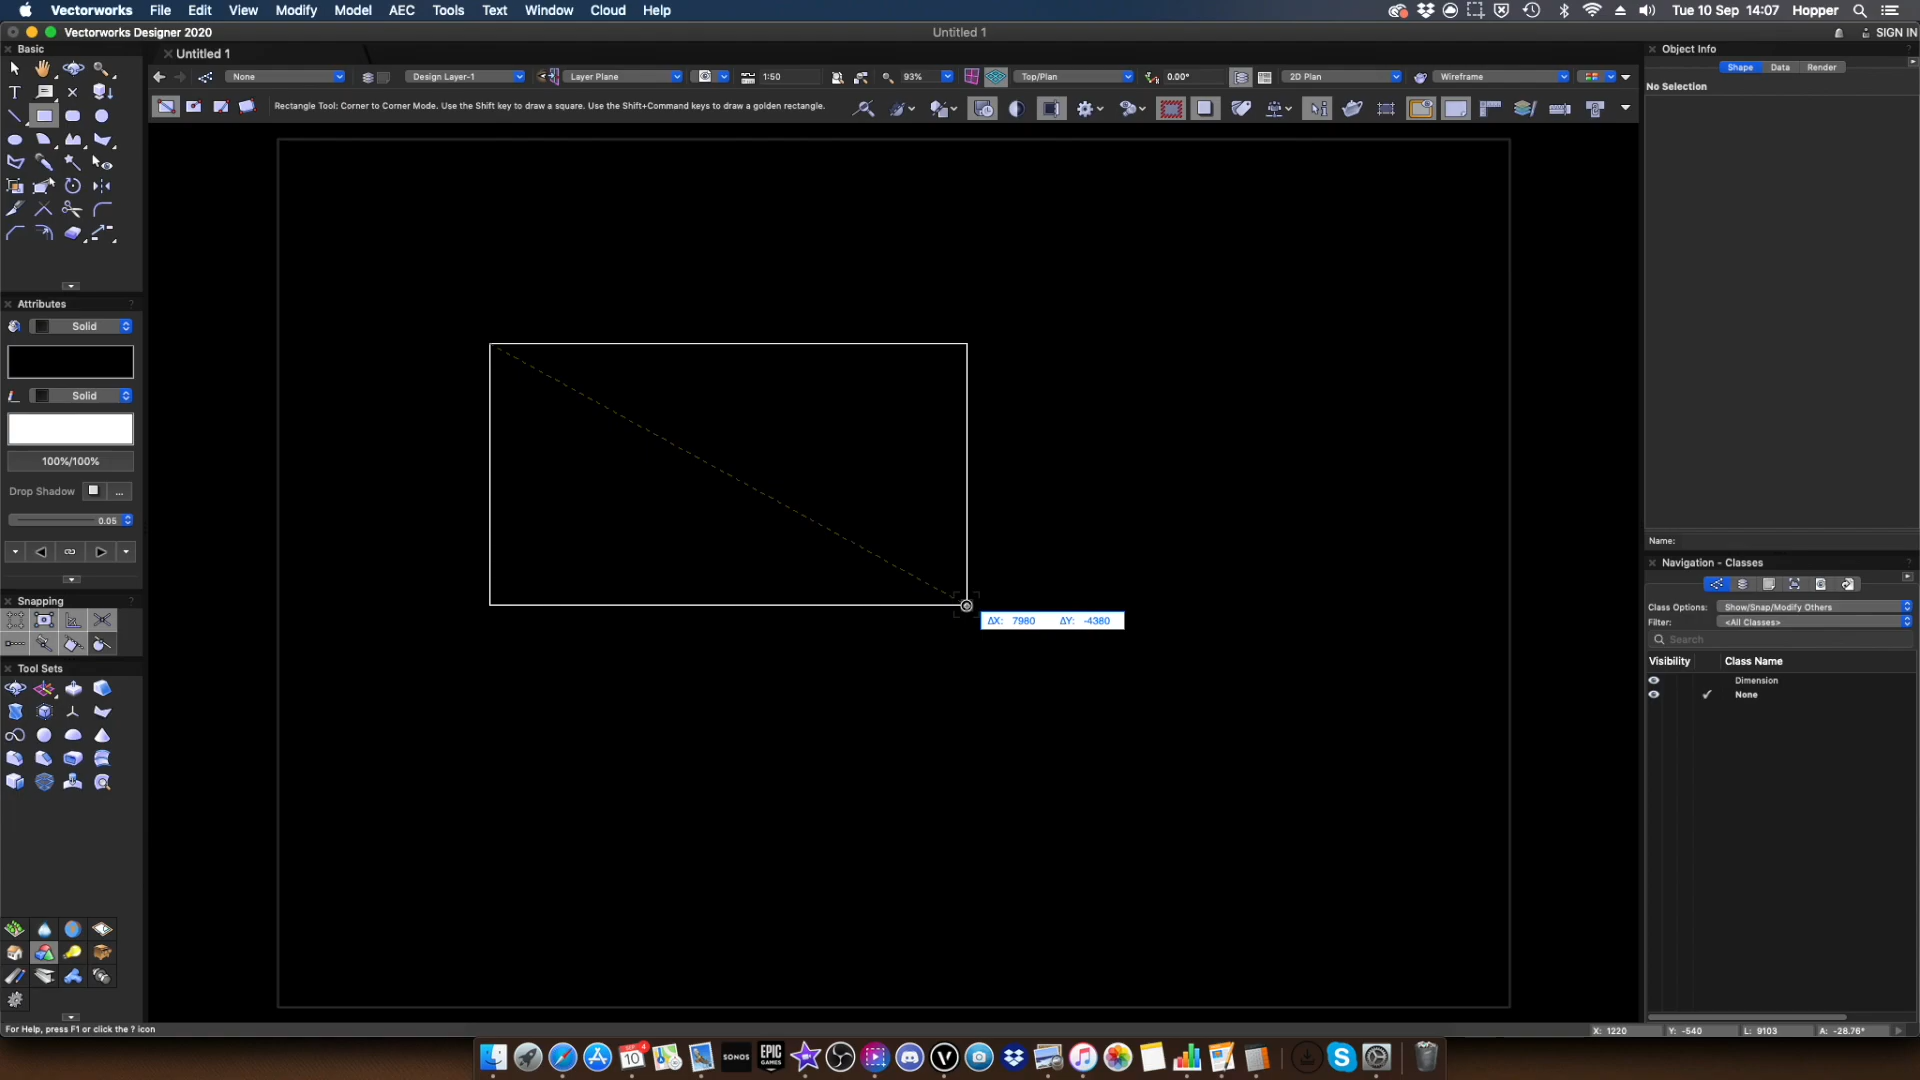 Vectorworks File Edit View Modify Model AEC Tools Text Window Cloud Help Tue 10 Sep 14:07 Hopper
Vectorworks Designer 2020 Untitled 1 SIGN IN
Basic Untitled 1 Object Info
None Design Layer-1 Layer Plane 1:50 93% Top/Plan 0.00° 2D Plan Wireframe
Shape Data Render
No Selection
Rectangle Tool: Corner to Corner Mode. Use the Shift key to draw a square. Use the Shift+Command keys to draw a golden rectangle.
Attributes ?
Solid
Solid
100%/100%
Drop Shadow ...
0.05
Name:
Navigation - Classes ?
Snapping
Class Options: Show/Snap/Modify Others
Filter: <All Classes>
ΔX: 7980 ΔY: -4380
Search
Tool Sets
Visibility Class Name
Dimension
None
For Help, press F1 or click the ? icon
X: 1220 Y: -540 L: 9103 A: -28.76°
10 SONOS EPIC GAMES